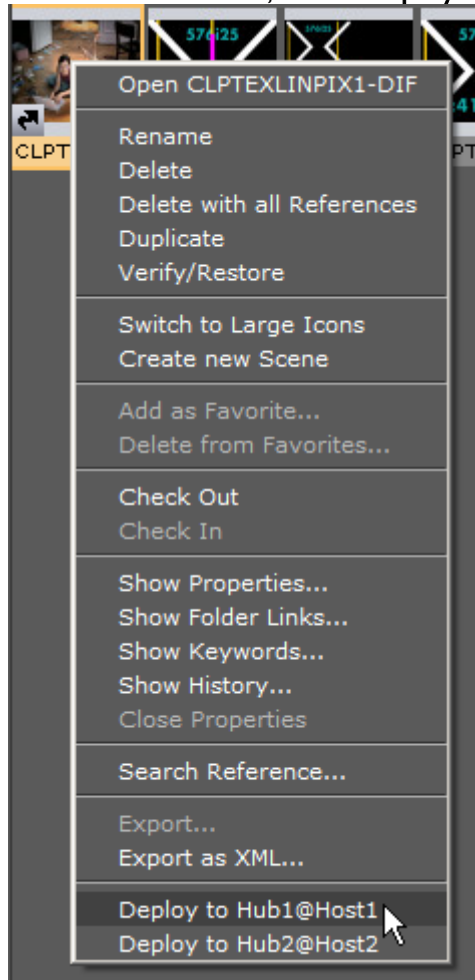 576i25
576i25
57
41
CLPT
PT
Open CLPTEXLINPIX1-DIF
Rename
Delete
Delete with all References
Duplicate
Verify/Restore
Switch to Large Icons
Create new Scene
Add as Favorite...
Delete from Favorites...
Check Out
Check In
Show Properties...
Show Folder Links...
Show Keywords...
Show History...
Close Properties
Search Reference...
Export...
Export as XML...
Deploy to Hub1@Host1
Deploy to Hub2@Host2